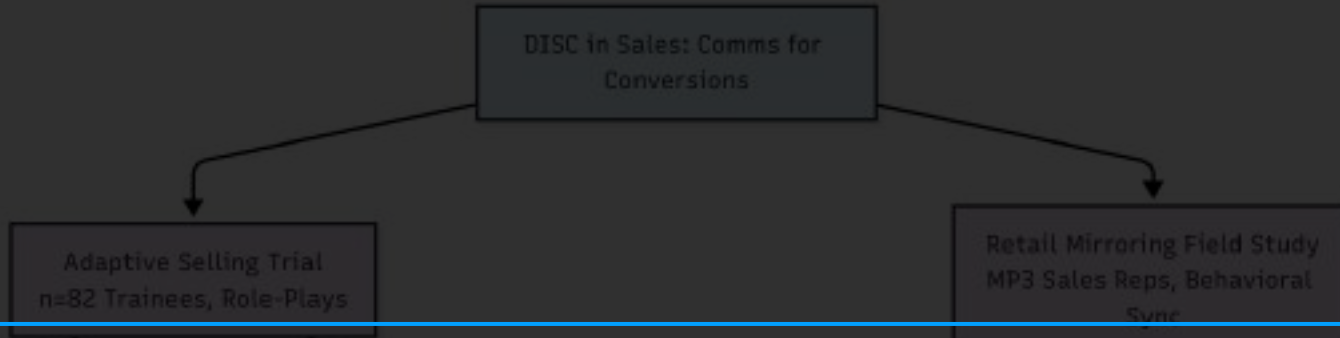 DISC in Sales: Comms for
Conversions
Adaptive Selling Trial
n=82 Trainees, Role-Plays
Retail Mirroring Field Study
MP3 Sales Reps, Behavioral
Sync